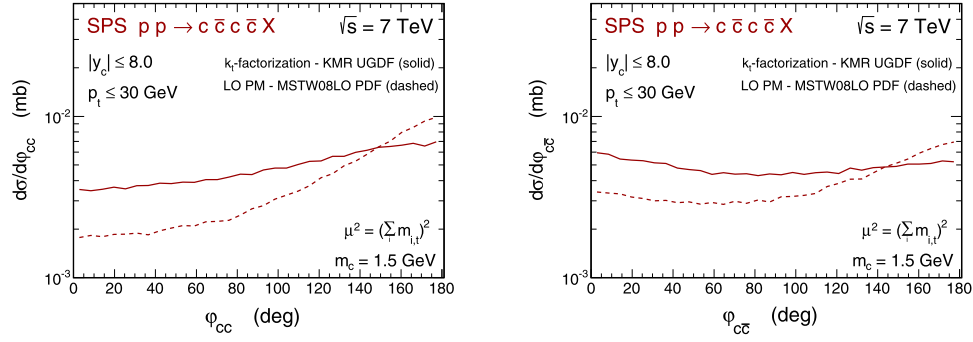 SPS p p → c c̄ c c̄ X √s = 7 TeV
|y_c| ≤ 8.0 k_t-factorization - KMR UGDF (solid)
p_t ≤ 30 GeV LO PM - MSTW08LO PDF (dashed)
dσ/dφ_cc (mb)
10^-2
10^-3
μ² = (∑ m_i,t)²
m_c = 1.5 GeV
0 20 40 60 80 100 120 140 160 180
φ_cc (deg)
SPS p p → c c̄ c c̄ X √s = 7 TeV
|y_c| ≤ 8.0 k_t-factorization - KMR UGDF (solid)
p_t ≤ 30 GeV LO PM - MSTW08LO PDF (dashed)
dσ/dφ_cc̄ (mb)
10^-2
10^-3
μ² = (∑ m_i,t)²
m_c = 1.5 GeV
0 20 40 60 80 100 120 140 160 180
φ_cc̄ (deg)